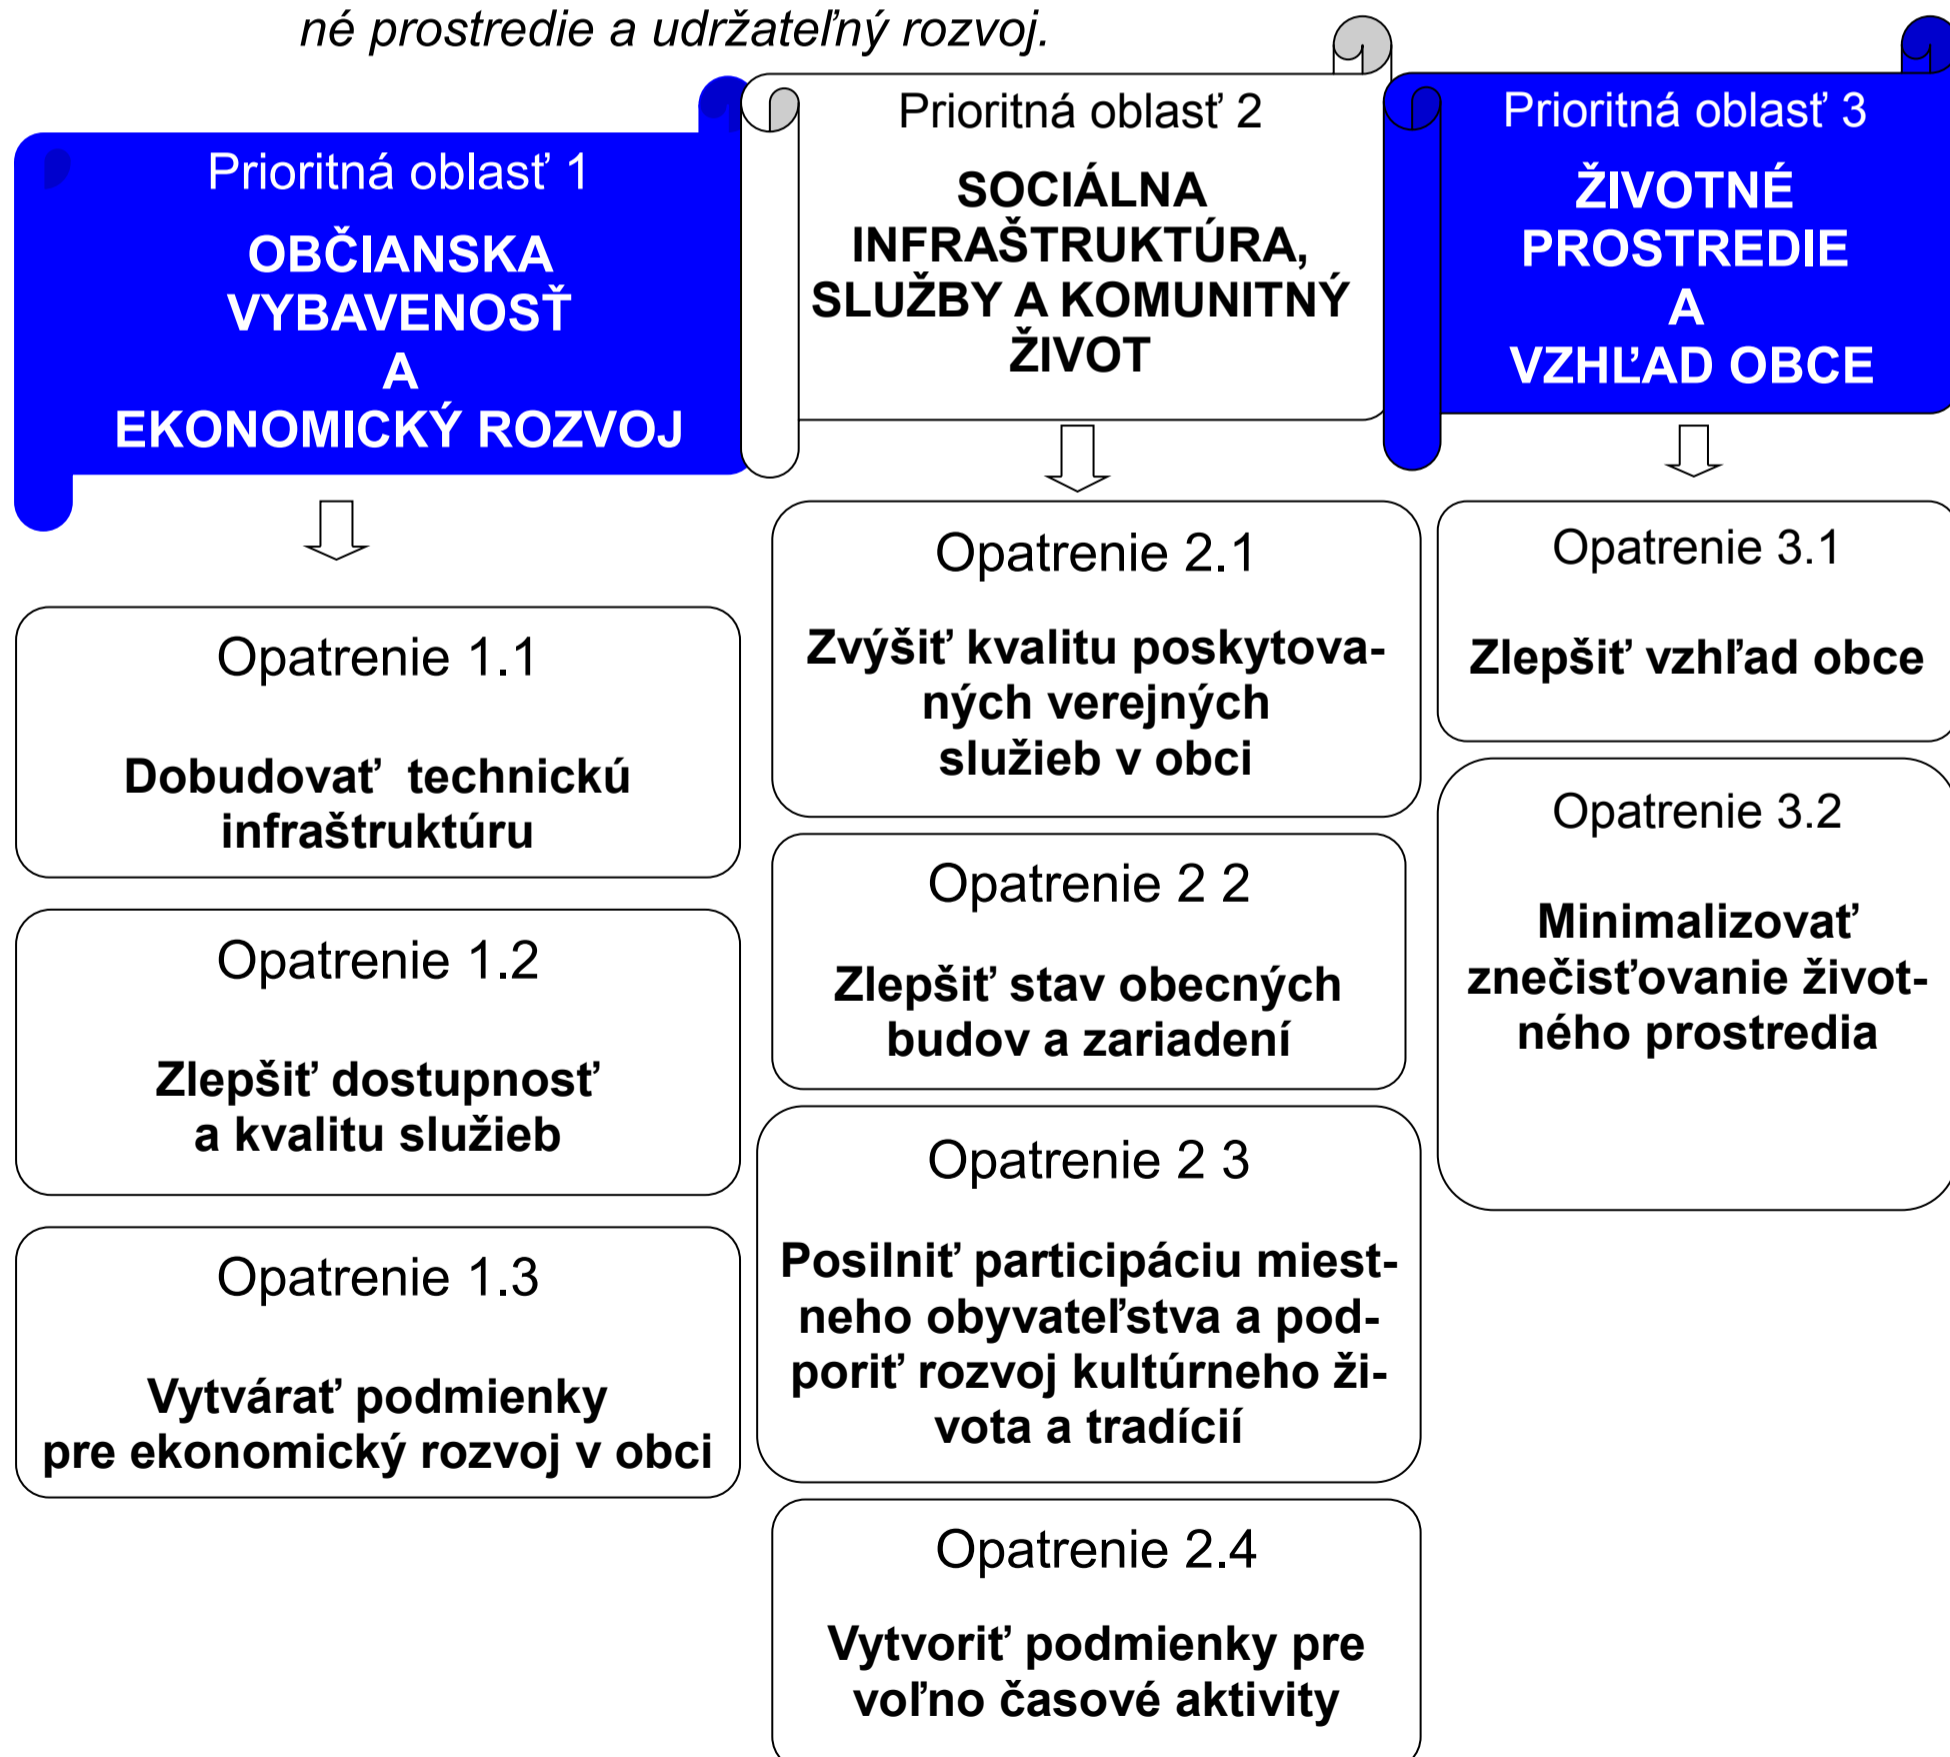 né prostredie a udržateľný rozvoj.
Prioritná oblasť 1
OBČIANSKA
VYBAVENOSŤ
A
EKONOMICKÝ ROZVOJ
Opatrenie 1.1
Dobudovať  technickú
infraštruktúru
Opatrenie 1.2
Zlepšiť dostupnosť
a kvalitu služieb
Opatrenie 1.3
Vytvárať podmienky
pre ekonomický rozvoj v obci
Prioritná oblasť 2
SOCIÁLNA
INFRAŠTRUKTÚRA,
SLUŽBY A KOMUNITNÝ
ŽIVOT
Opatrenie 2.1
Zvýšiť kvalitu poskytova-
ných verejných
služieb v obci
Opatrenie 2 2
Zlepšiť stav obecných
budov a zariadení
Opatrenie 2 3
Posilniť participáciu miest-
neho obyvateľstva a pod-
poriť rozvoj kultúrneho ži-
vota a tradícií
Opatrenie 2.4
Vytvoriť podmienky pre
voľno časové aktivity
Prioritná oblasť 3
ŽIVOTNÉ
PROSTREDIE
A
VZHĽAD OBCE
Opatrenie 3.1
Zlepšiť vzhľad obce
Opatrenie 3.2
Minimalizovať
znečisťovanie život-
ného prostredia